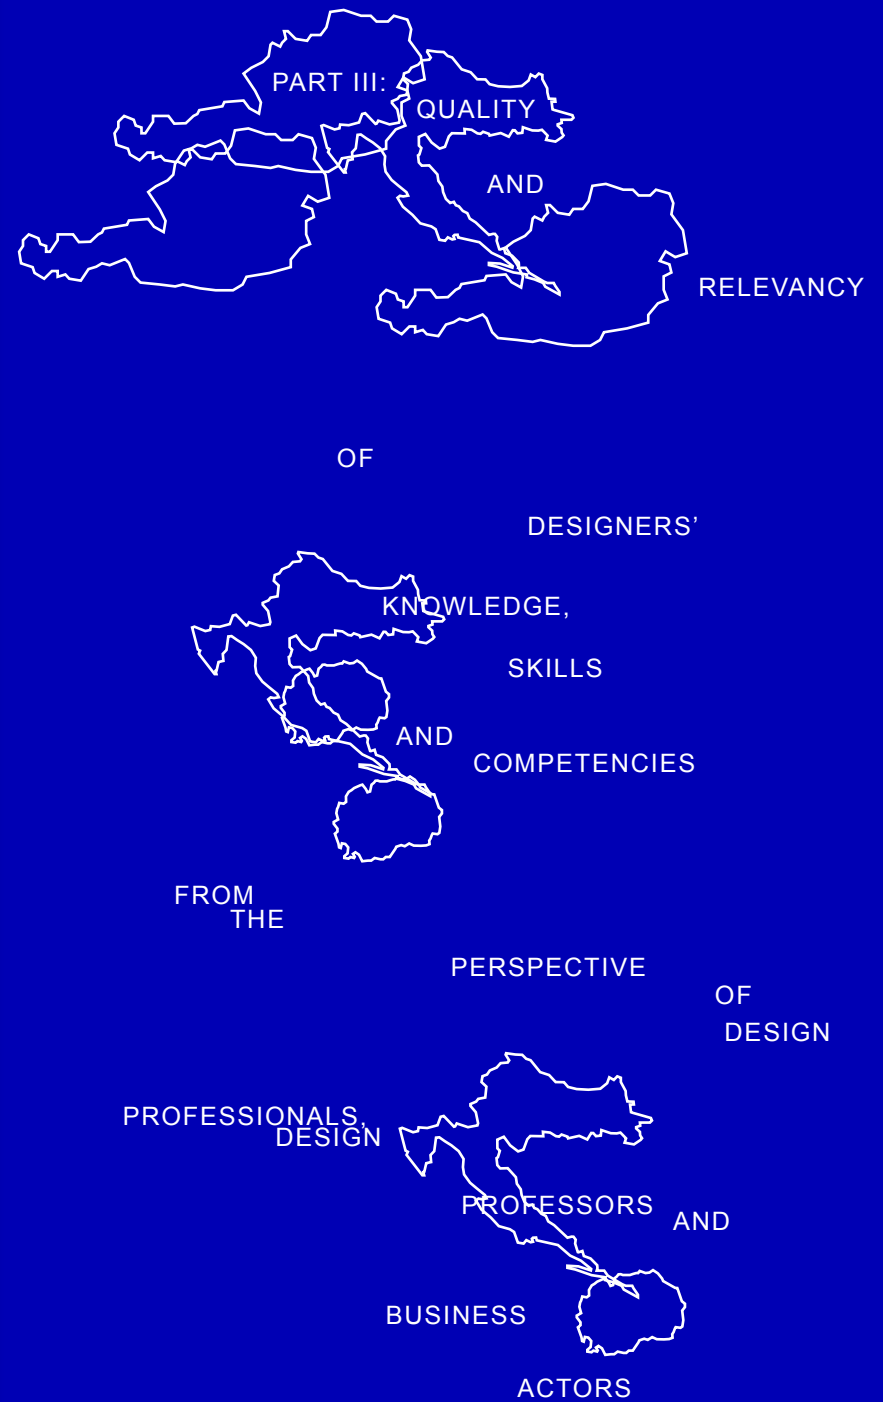 PART III:
QUALITY
AND
RELEVANCY
OF
DESIGNERS’
KNOWLEDGE,
SKILLS
AND
COMPETENCIES
FROM
THE
PERSPECTIVE
OF
DESIGN
PROFESSIONALS,
DESIGN
PROFESSORS
AND
BUSINESS
ACTORS